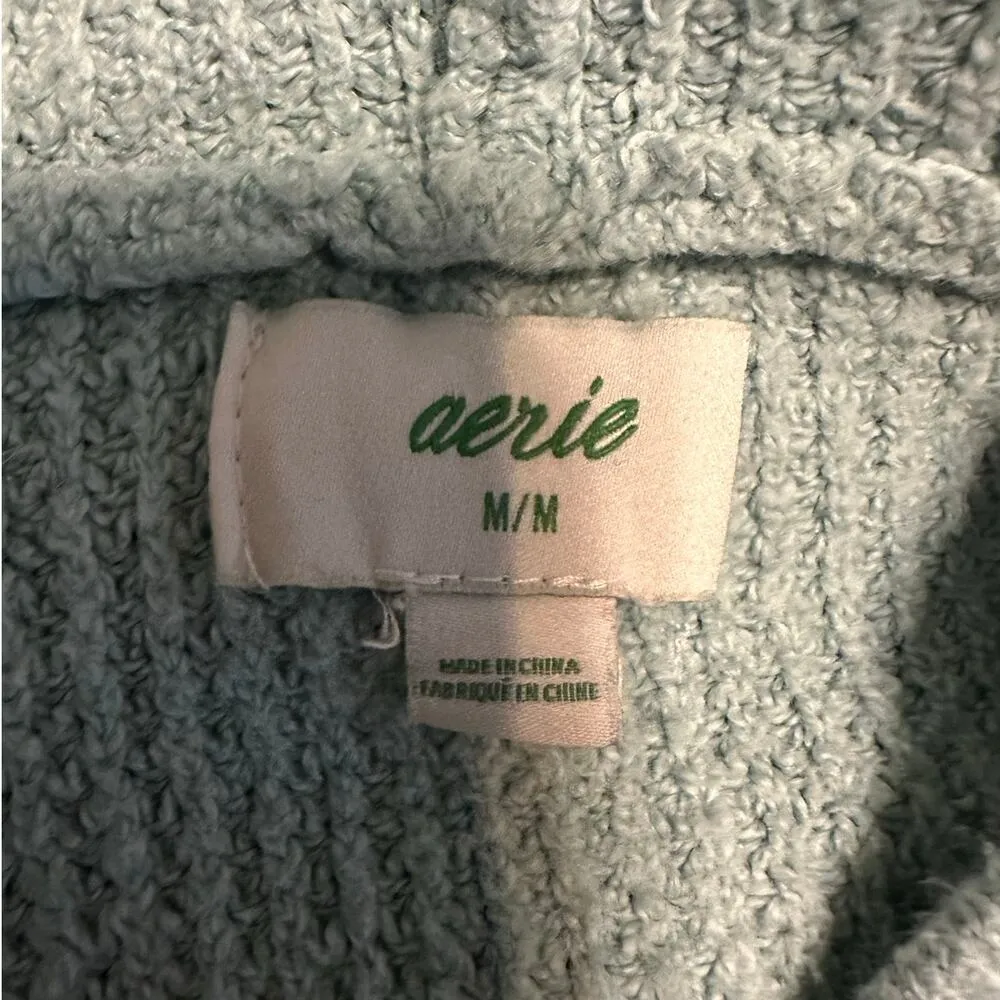 aerie
M/M
MADE IN CHINA
FABRIQUÉ EN CHINE